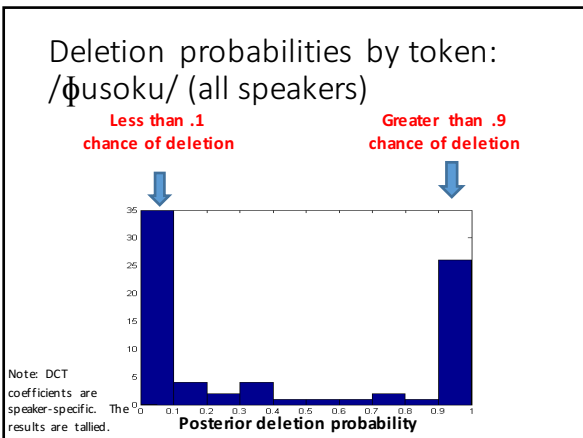 Deletion probabilities by token:
/ɸusoku/ (all speakers)
Less than .1
chance of deletion
Greater than .9
chance of deletion
35
30
25
20
15
10
5
0
0 0.1 0.2 0.3 0.4 0.5 0.6 0.7 0.8 0.9 1
Posterior deletion probability
Note: DCT
coefficients are
speaker-specific. The
results are tallied.